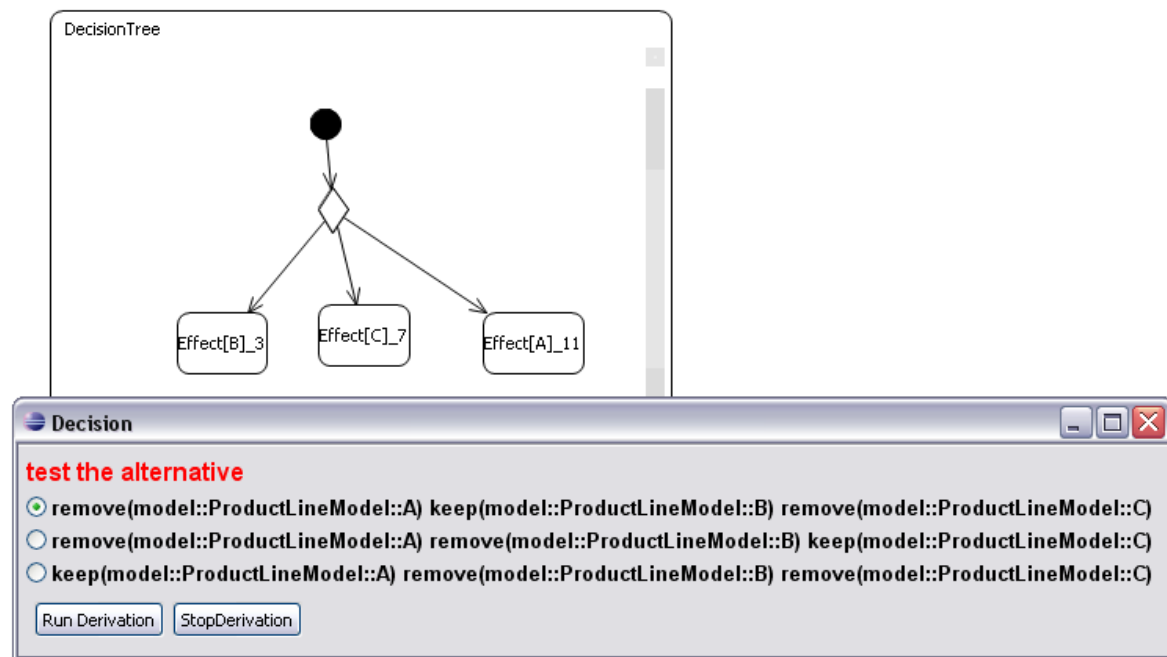 DecisionTree
Effect[B]_3
Effect[C]_7
Effect[A]_11
Decision
test the alternative
remove(model::ProductLineModel::A) keep(model::ProductLineModel::B) remove(model::ProductLineModel::C)
remove(model::ProductLineModel::A) remove(model::ProductLineModel::B) keep(model::ProductLineModel::C)
keep(model::ProductLineModel::A) remove(model::ProductLineModel::B) remove(model::ProductLineModel::C)
Run Derivation StopDerivation